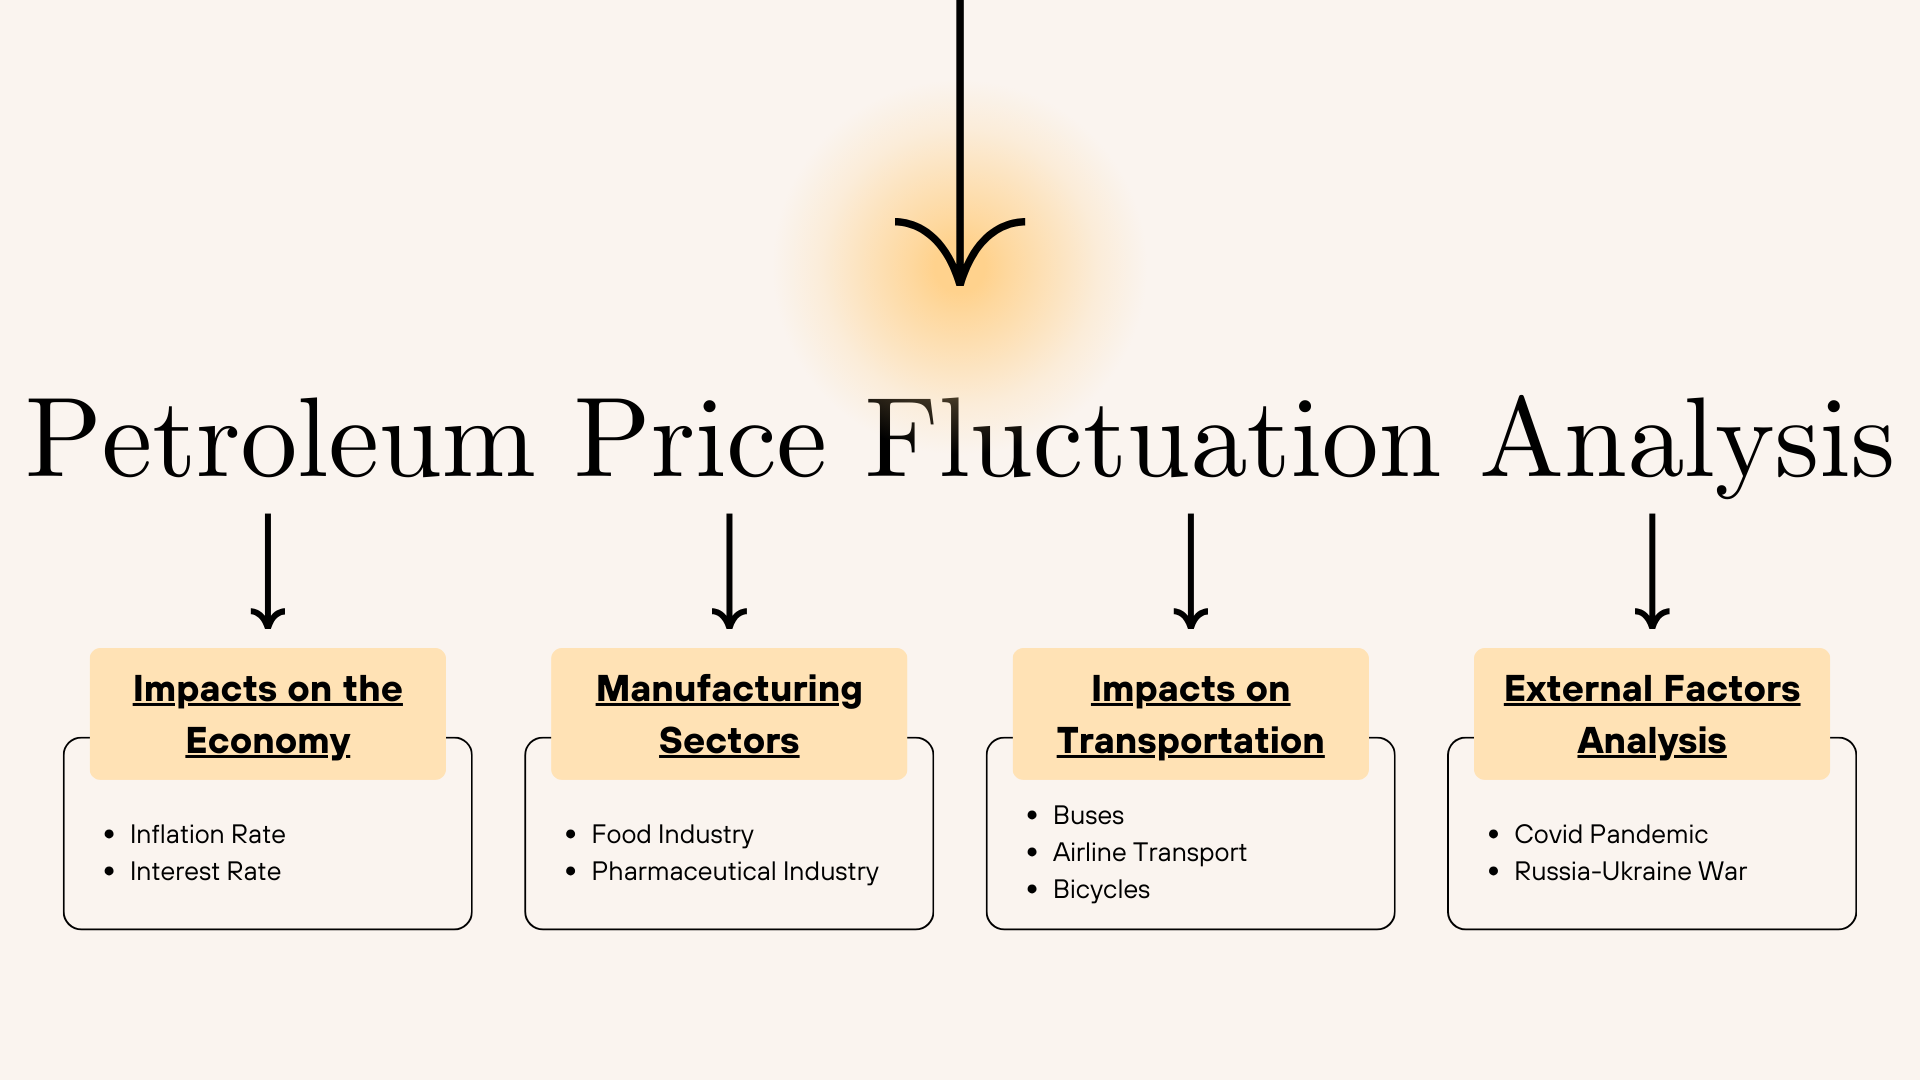 Petroleum Price Fluctuation Analysis
Impacts on the
Economy
• Inflation Rate
• Interest Rate
Manufacturing
Sectors
• Food Industry
• Pharmaceutical Industry
Impacts on
Transportation
• Buses
• Airline Transport
• Bicycles
External Factors
Analysis
• Covid Pandemic
• Russia-Ukraine War